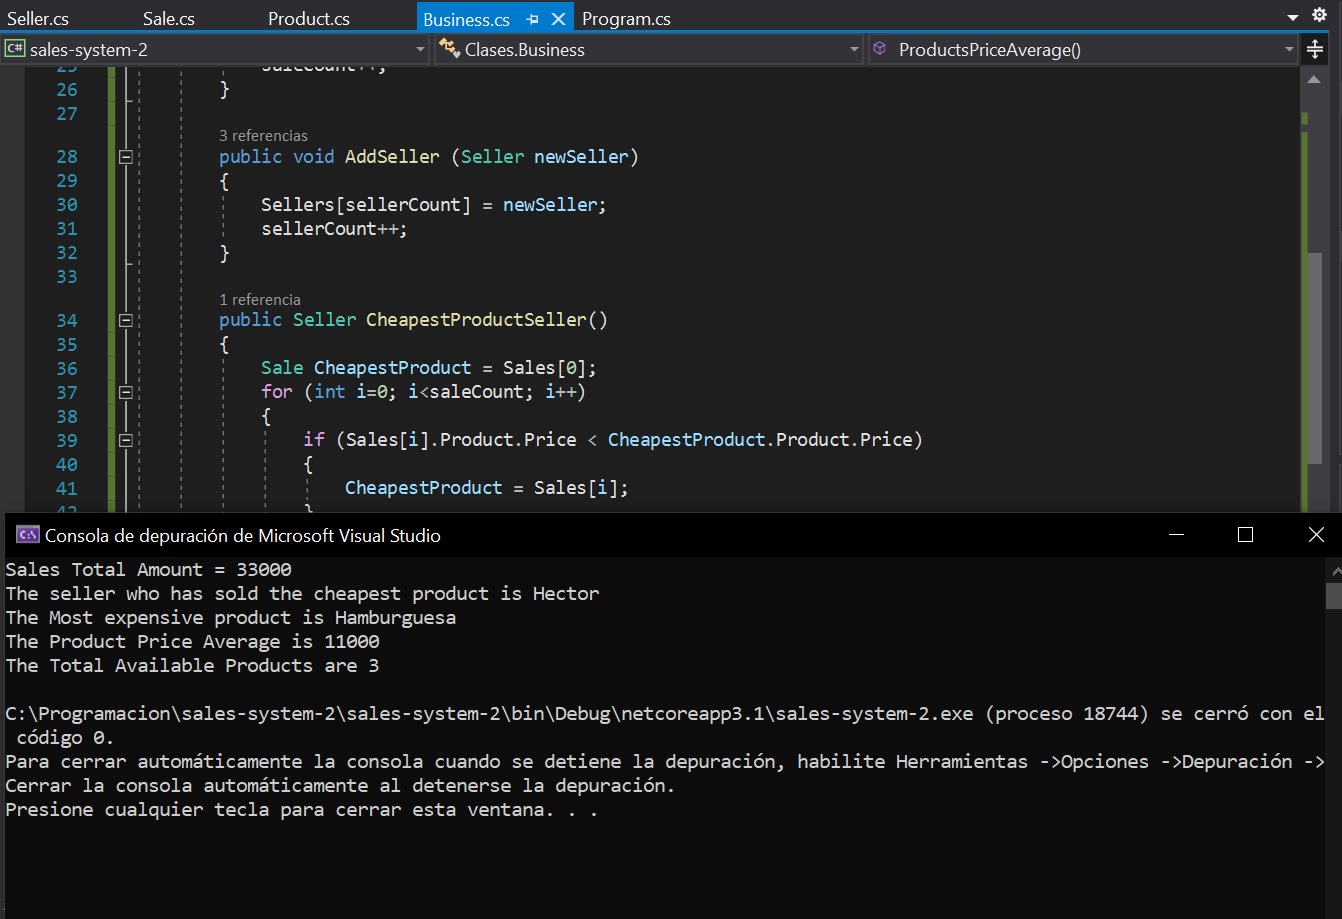 Seller.cs Sale.cs Product.cs Business.cs Program.cs
C# sales-system-2 Clases.Business ProductsPriceAverage()
25 saleCount++;
26 }
27
3 referencias
28 public void AddSeller (Seller newSeller)
29 {
30 Sellers[sellerCount] = newSeller;
31 sellerCount++;
32 }
33
1 referencia
34 public Seller CheapestProductSeller()
35 {
36 Sale CheapestProduct = Sales[0];
37 for (int i=0; i<saleCount; i++)
38 {
39 if (Sales[i].Product.Price < CheapestProduct.Product.Price)
40 {
41 CheapestProduct = Sales[i];
42 }
C:\ Consola de depuración de Microsoft Visual Studio
Sales Total Amount = 33000
The seller who has sold the cheapest product is Hector
The Most expensive product is Hamburguesa
The Product Price Average is 11000
The Total Available Products are 3
C:\Programacion\sales-system-2\sales-system-2\bin\Debug\netcoreapp3.1\sales-system-2.exe (proceso 18744) se cerró con el
código 0.
Para cerrar automáticamente la consola cuando se detiene la depuración, habilite Herramientas ->Opciones ->Depuración ->
Cerrar la consola automáticamente al detenerse la depuración.
Presione cualquier tecla para cerrar esta ventana. . .